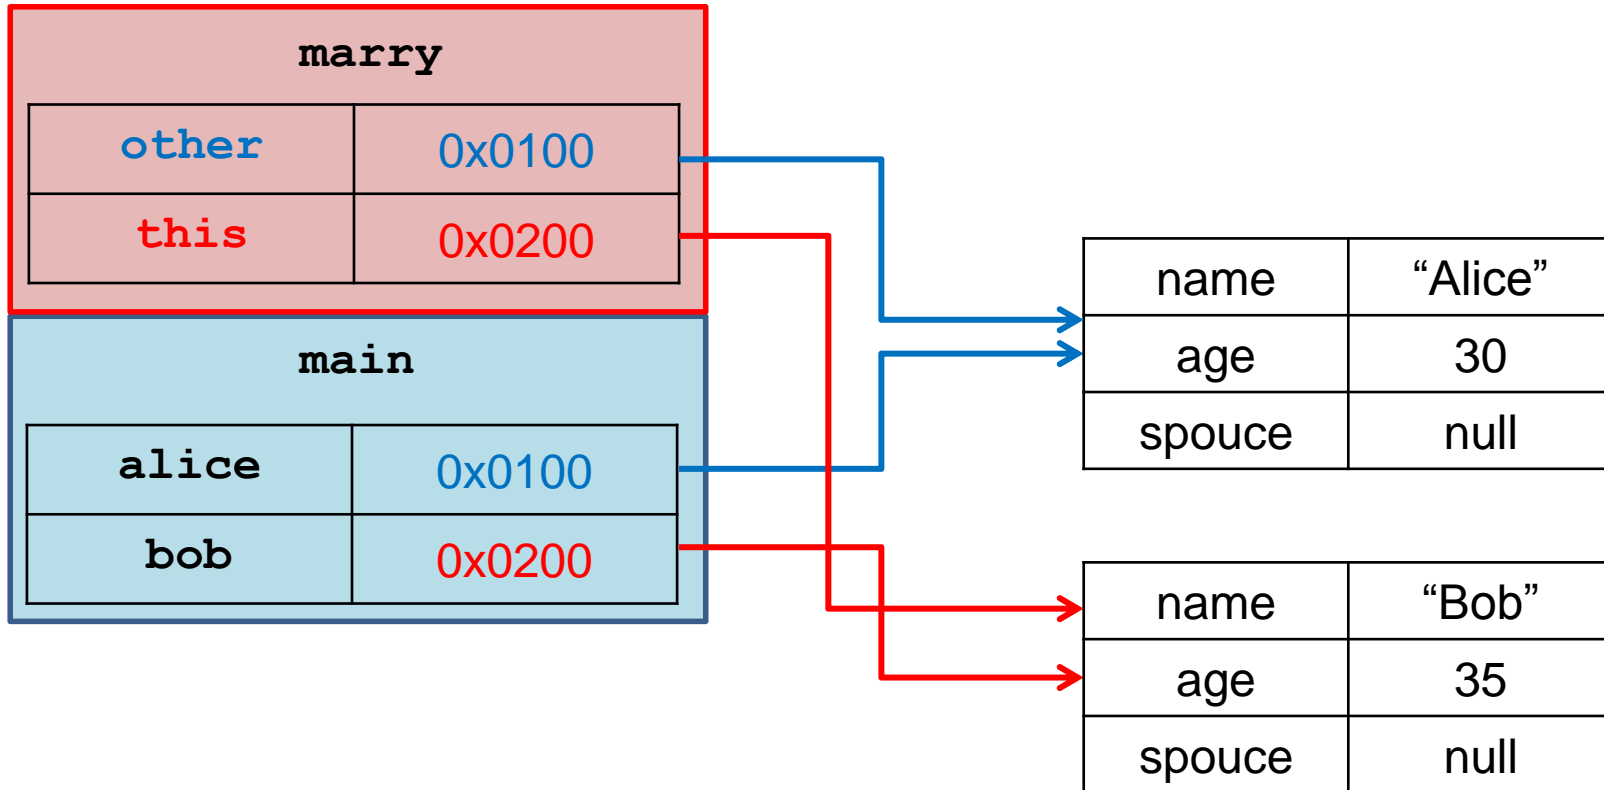 marry
other 0x0100
this 0x0200
main
alice 0x0100
bob 0x0200
name “Alice”
age 30
spouce null
name “Bob”
age 35
spouce null